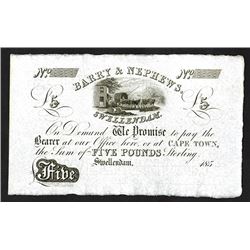 No
BARRY & NEPHEWS,
No
SWELLENDAM.
£5
£5
On Demand We Promise to pay the
Bearer at our Office here, or at CAPE TOWN,
the Sum of FIVE POUNDS Sterling.
Swellendam, 185
Five